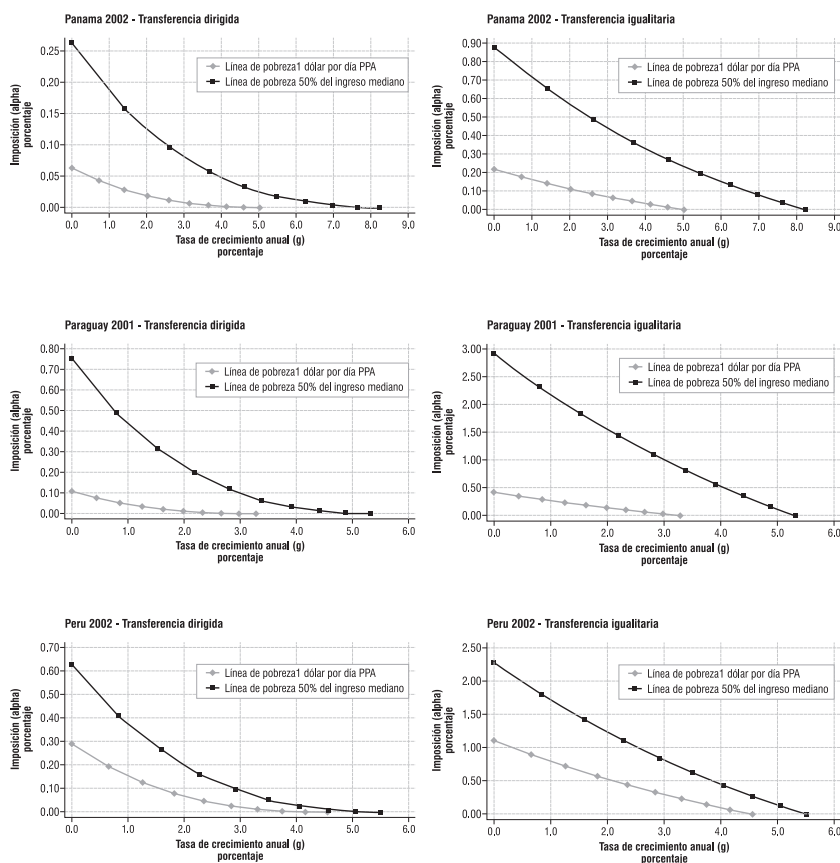 Panama 2002 - Transferencia dirigida
Imposición (alpha)
porcentaje
0.25
0.20
0.15
0.10
0.05
0.00
Línea de pobreza1 dólar por día PPA
Línea de pobreza 50% del ingreso mediano
0.0 1.0 2.0 3.0 4.0 5.0 6.0 7.0 8.0 9.0
Tasa de crecimiento anual (g)
porcentaje
Panama 2002 - Transferencia igualitaria
Imposición (alpha)
porcentaje
0.90
0.80
0.70
0.60
0.50
0.40
0.30
0.20
0.10
0.00
Línea de pobreza1 dólar por día PPA
Línea de pobreza 50% del ingreso mediano
0.0 1.0 2.0 3.0 4.0 5.0 6.0 7.0 8.0 9.0
Tasa de crecimiento anual (g)
porcentaje
Paraguay 2001 - Transferencia dirigida
Imposición (alpha)
porcentaje
0.80
0.70
0.60
0.50
0.40
0.30
0.20
0.10
0.00
Línea de pobreza1 dólar por día PPA
Línea de pobreza 50% del ingreso mediano
0.0 1.0 2.0 3.0 4.0 5.0 6.0
Tasa de crecimiento anual (g)
porcentaje
Paraguay 2001 - Transferencia igualitaria
Imposición (alpha)
porcentaje
3.00
2.50
2.00
1.50
1.00
0.50
0.00
Línea de pobreza1 dólar por día PPA
Línea de pobreza 50% del ingreso mediano
0.0 1.0 2.0 3.0 4.0 5.0 6.0
Tasa de crecimiento anual (g)
porcentaje
Peru 2002 - Transferencia dirigida
Imposición (alpha)
porcentaje
0.70
0.60
0.50
0.40
0.30
0.20
0.10
0.00
Línea de pobreza1 dólar por día PPA
Línea de pobreza 50% del ingreso mediano
0.0 1.0 2.0 3.0 4.0 5.0 6.0
Tasa de crecimiento anual (g)
porcentaje
Peru 2002 - Transferencia igualitaria
Imposición (alpha)
porcentaje
2.50
2.00
1.50
1.00
0.50
0.00
Línea de pobreza1 dólar por día PPA
Línea de pobreza 50% del ingreso mediano
0.0 1.0 2.0 3.0 4.0 5.0 6.0
Tasa de crecimiento anual (g)
porcentaje